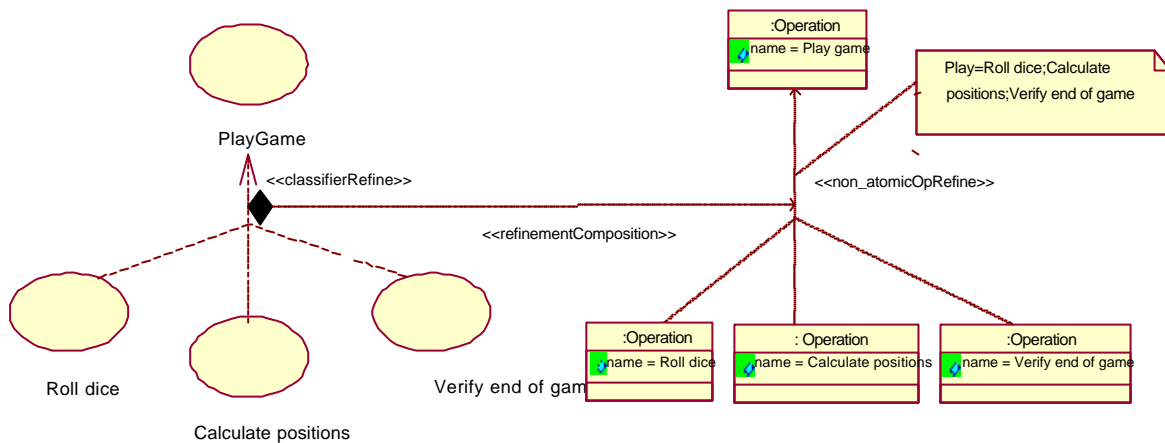 :Operation
name = Play game
Play=Roll dice;Calculate
positions;Verify end of game
PlayGame
<<classifierRefine>>
<<non_atomicOpRefine>>
<<refinementComposition>>
:Operation
name = Roll dice
: Operation
name = Calculate positions
:Operation
name = Verify end of game
Roll dice
Verify end of gam
Calculate positions